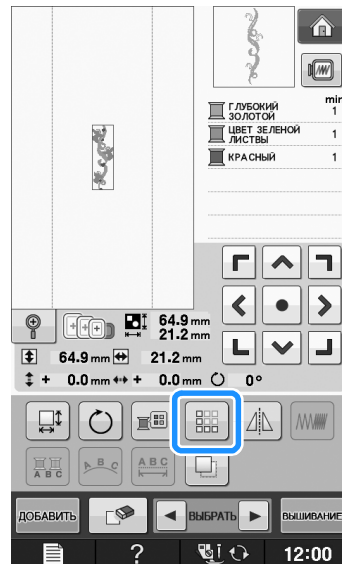 min
ГЛУБОКИЙ ЗОЛОТОЙ 1
ЦВЕТ ЗЕЛЕНОЙ ЛИСТВЫ 1
КРАСНЫЙ 1
64.9 mm
21.2 mm
64.9 mm 21.2 mm
+ 0.0 mm + 0.0 mm 0°
A B C
A B C
A B C
ДОБАВИТЬ ВЫБРАТЬ ВЫШИВАНИЕ
? 12:00